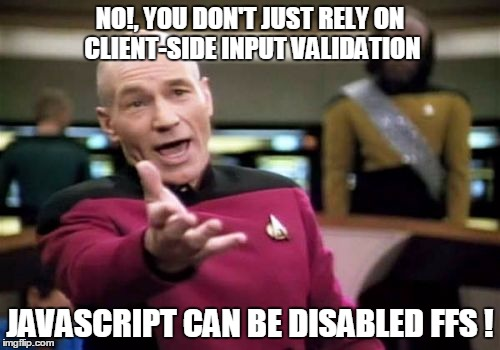 NO!, YOU DON'T JUST RELY ON
CLIENT-SIDE INPUT VALIDATION
JAVASCRIPT CAN BE DISABLED FFS !
imgflip.com